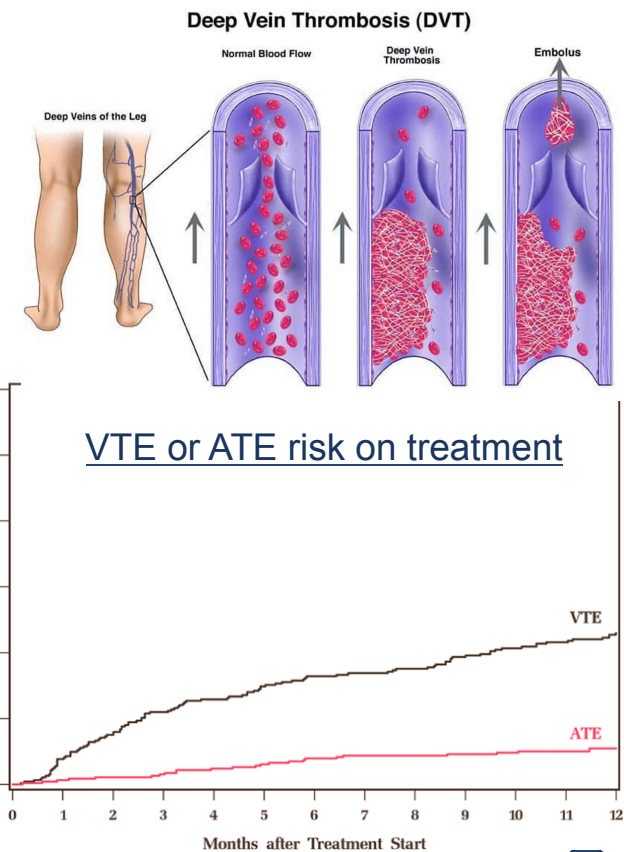 Deep Vein Thrombosis (DVT)
Normal Blood Flow
Deep Vein
Thrombosis
Embolus
Deep Veins of the Leg
VTE or ATE risk on treatment
VTE
ATE
0 1 2 3 4 5 6 7 8 9 10 11 12
Months after Treatment Start